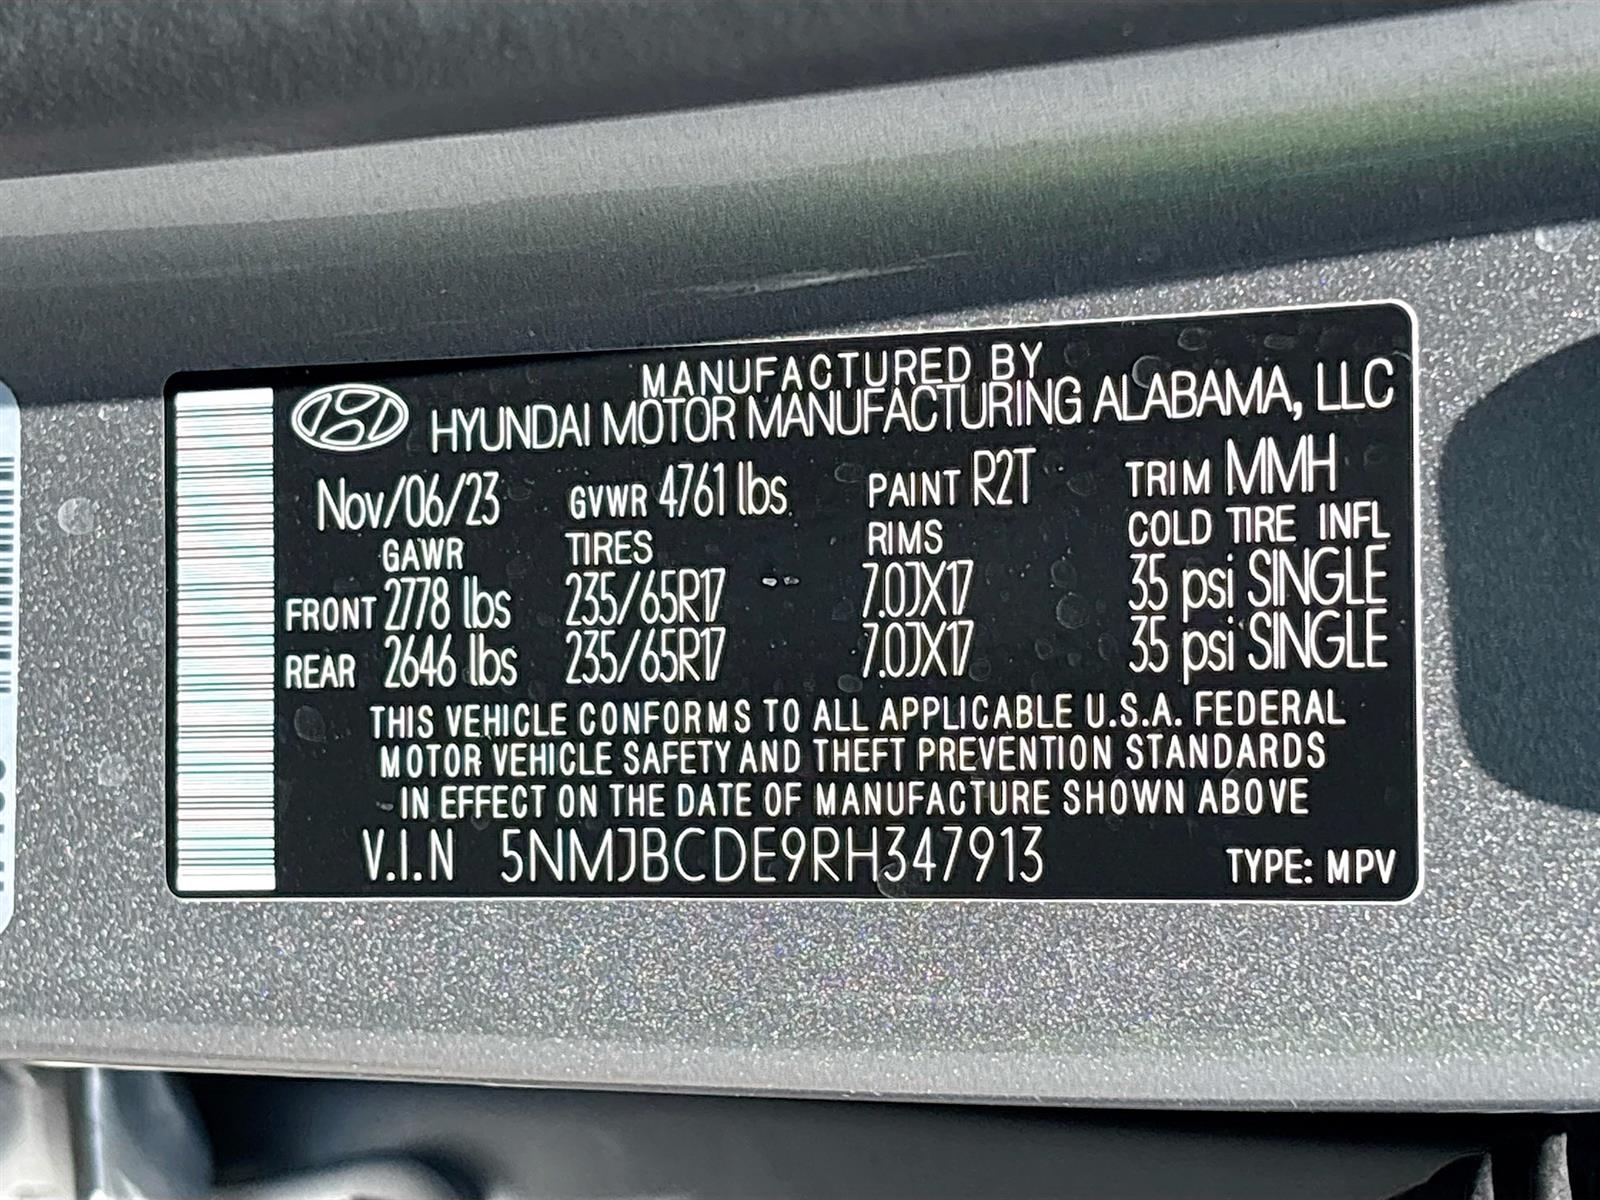 MANUFACTURED BY
HYUNDAI MOTOR MANUFACTURING ALABAMA, LLC
Nov/06/23 GVWR 4761 lbs PAINT R2T TRIM MMH
GAWR TIRES RIMS COLD TIRE INFL
FRONT 2778 lbs 235/65R17 7.0JX17 35 psi SINGLE
REAR 2646 lbs 235/65R17 7.0JX17 35 psi SINGLE
THIS VEHICLE CONFORMS TO ALL APPLICABLE U.S.A. FEDERAL
MOTOR VEHICLE SAFETY AND THEFT PREVENTION STANDARDS
IN EFFECT ON THE DATE OF MANUFACTURE SHOWN ABOVE
V.I.N 5NMJBCDE9RH347913 TYPE: MPV